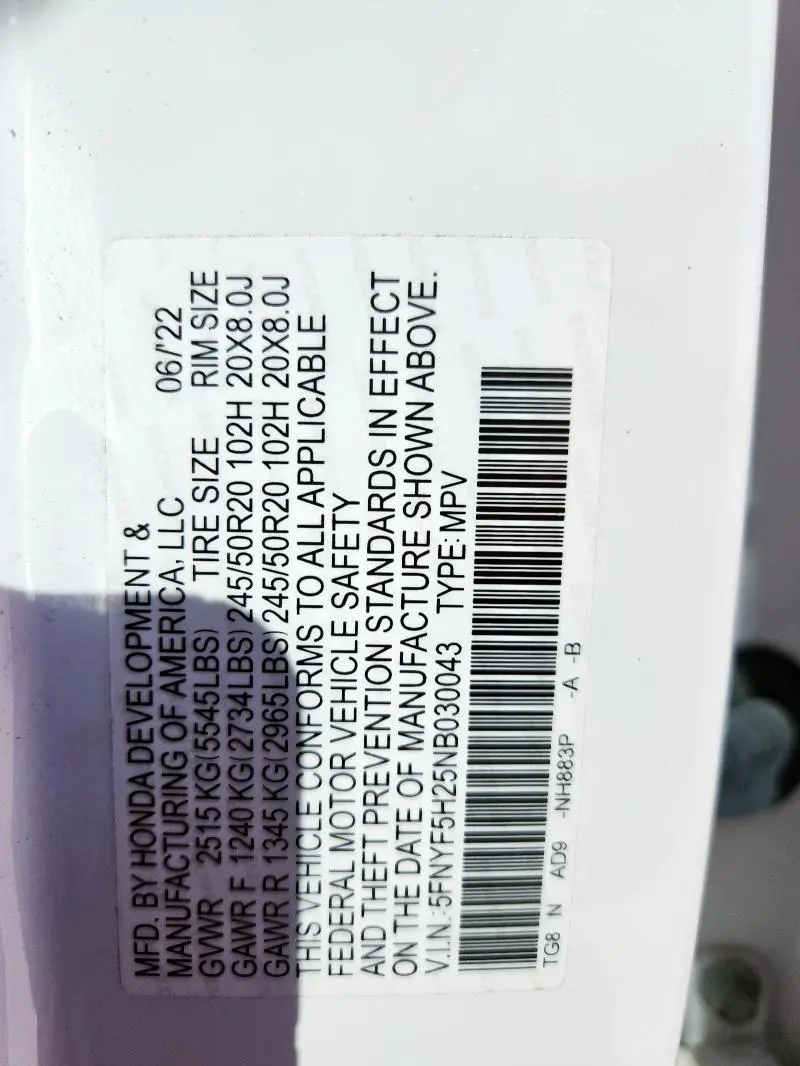 MFD. BY HONDA DEVELOPMENT &
MANUFACTURING OF AMERICA, LLC 06/'22
GVWR 2515 KG(5545LBS) TIRE SIZE RIM SIZE
GAWR F 1240 KG(2734LBS) 245/50R20 102H 20X8.0J
GAWR R 1345 KG(2965LBS) 245/50R20 102H 20X8.0J
THIS VEHICLE CONFORMS TO ALL APPLICABLE
FEDERAL MOTOR VEHICLE SAFETY
AND THEFT PREVENTION STANDARDS IN EFFECT
ON THE DATE OF MANUFACTURE SHOWN ABOVE.
V.I.N.:5FNYF5H25NB030043 TYPE:MPV
TG8 N AD9 -NH883P -A -B